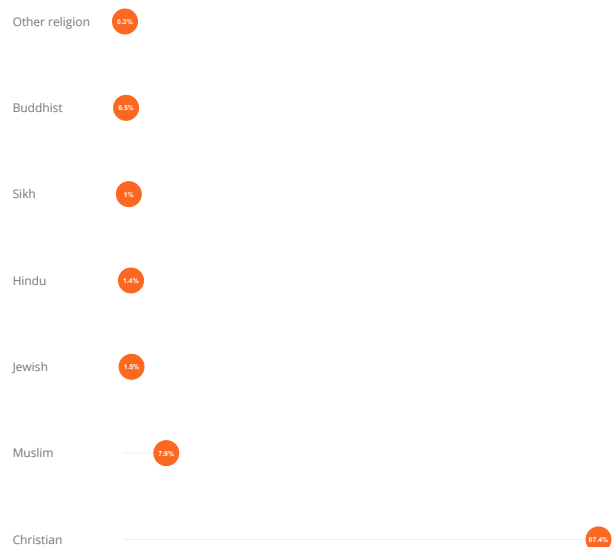 Other religion 0.3%
Buddhist 0.5%
Sikh 1%
Hindu 1.4%
Jewish 1.5%
Muslim 7.9%
Christian 87.4%